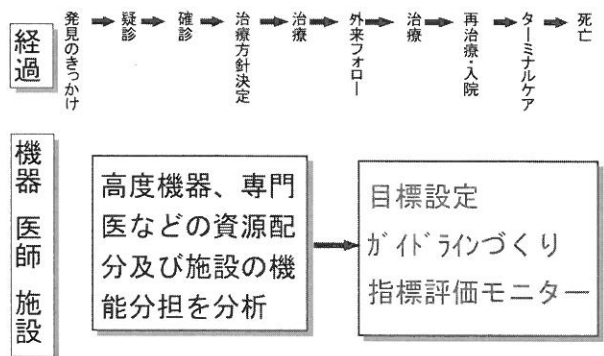 経過
発見のきっかけ
疑診
確診
治療方針決定
治療
外来フォロー
治療
再治療・入院
ターミナルケア
死亡
機器 医師 施設
高度機器、専門
医などの資源配
分及び施設の機
能分担を分析
目標設定
ｶﾞｲﾄﾞﾗｲﾝづくり
指標評価モニター